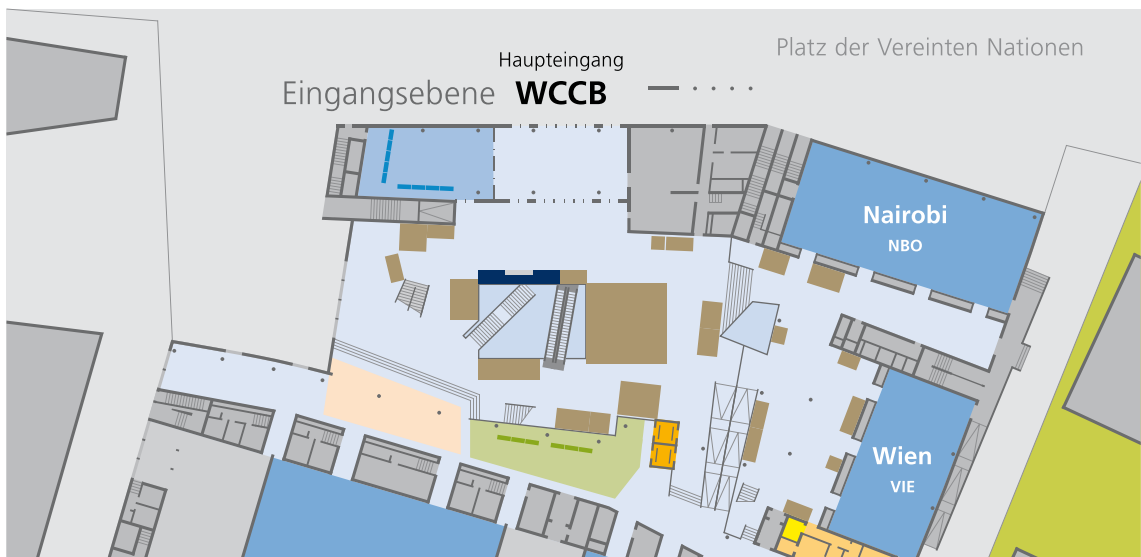 Platz der Vereinten Nationen
Haupteingang
Eingangsebene WCCB
Nairobi
NBO
Wien
VIE